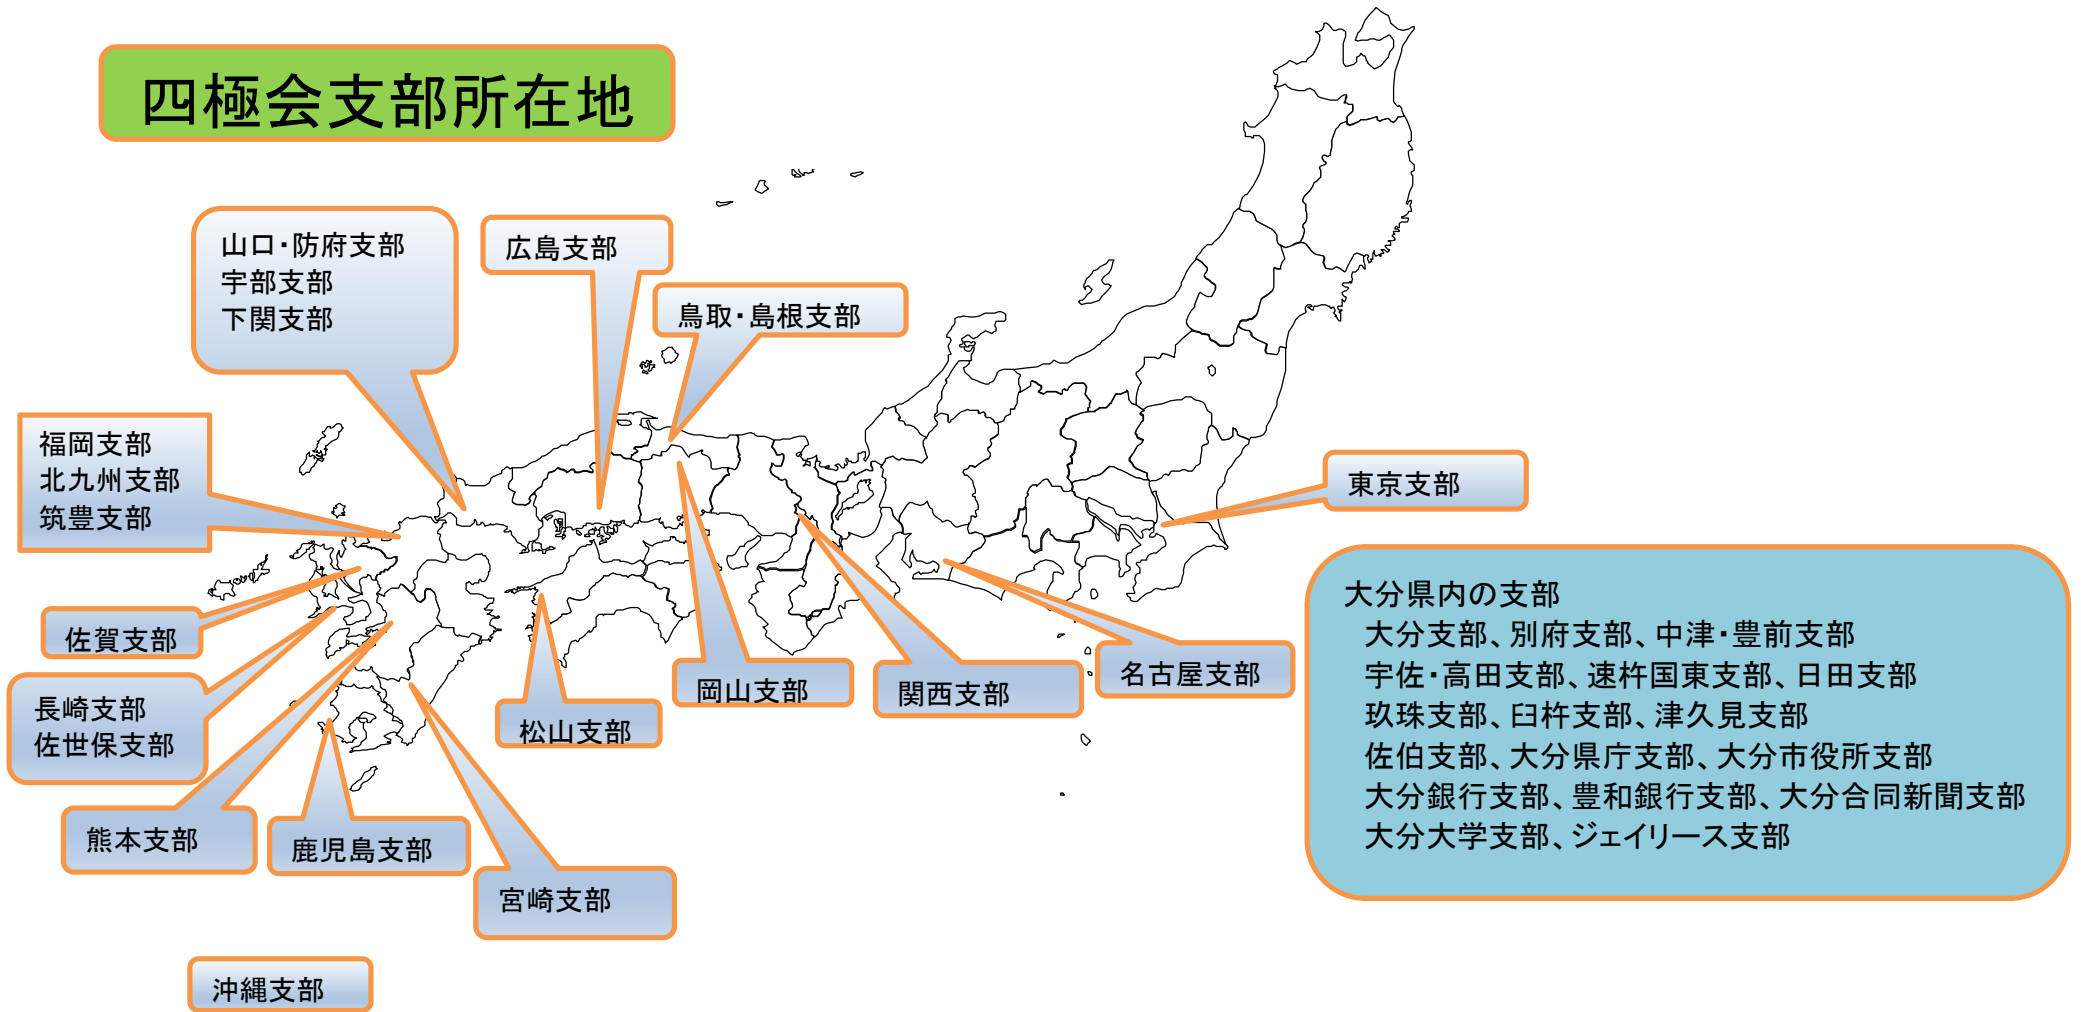 四極会支部所在地
山口・防府支部
宇部支部
下関支部
広島支部
鳥取・島根支部
福岡支部
北九州支部
筑豊支部
東京支部
佐賀支部
長崎支部
佐世保支部
松山支部
岡山支部
関西支部
名古屋支部
熊本支部
鹿児島支部
宮崎支部
沖縄支部
大分県内の支部
大分支部、別府支部、中津・豊前支部
宇佐・高田支部、速杵国東支部、日田支部
玖珠支部、臼杵支部、津久見支部
佐伯支部、大分県庁支部、大分市役所支部
大分銀行支部、豊和銀行支部、大分合同新聞支部
大分大学支部、ジェイリース支部